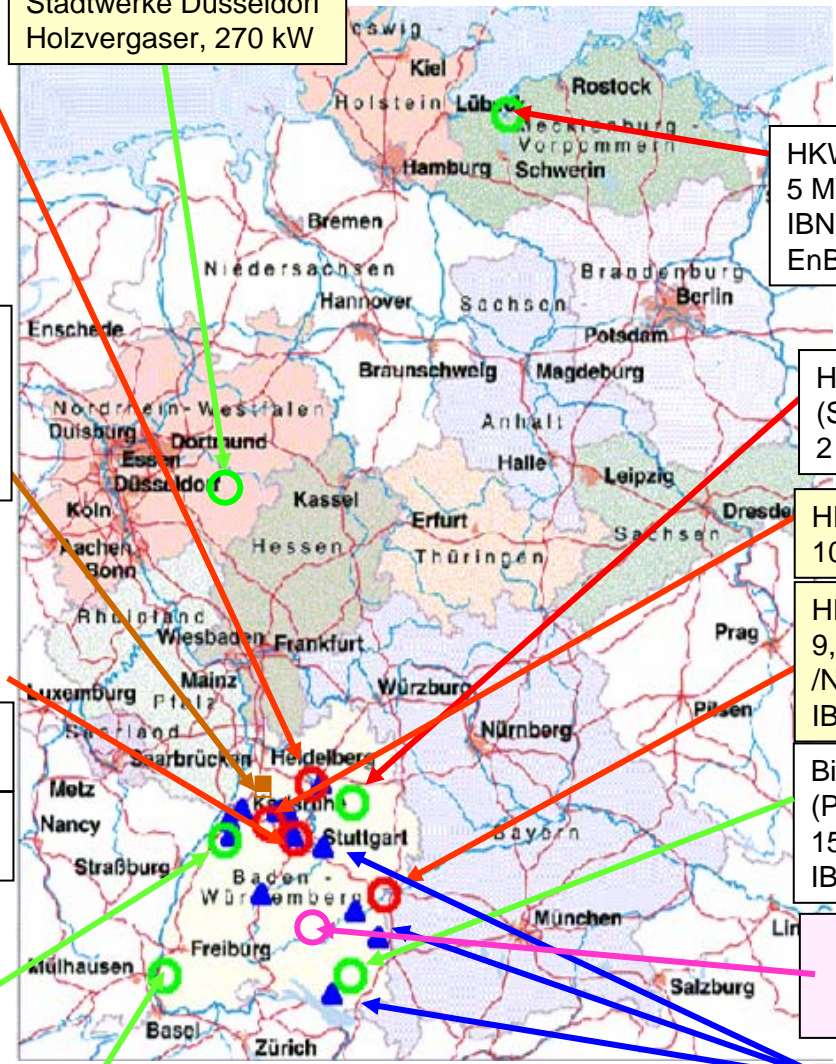 Stadtwerke Düsseldorf
Holzvergaser, 270 kW
Kiel
Holstein
Lübeck
Rostock
Mecklenburg -
Vorpommern
Hamburg
Schwerin
HKW
5 M
IBN
EnB
Bremen
Niedersachsen
Brandenburg
Hannover
Sachsen -
Berlin
Enschede
Potsdam
Braunschweig
Magdeburg
H
(S
2
Nordrhein-Westfalen
Anhalt
Duisburg
Dortmund
Essen
Halle
Leipzig
Düsseldorf
Kassel
Köln
Erfurt
Dresde
10
Hessen
Sachsen
Aachen
Thüringen
Bonn
Rheinland
9,
/N
IB
Wiesbaden
Frankfurt
Prag
Mainz
Luxemburg
Pfalz
Würzburg
Pilsen
Saarland
Nürnberg
Saarbrücken
Heidelberg
Bi
(P
15
IB
Metz
Karlsruhe
Nancy
Stuttgart
Bayern
Straßburg
Baden -
Württemberg
München
Lin
Freiburg
Mülhausen
Salzburg
Basel
Zürich